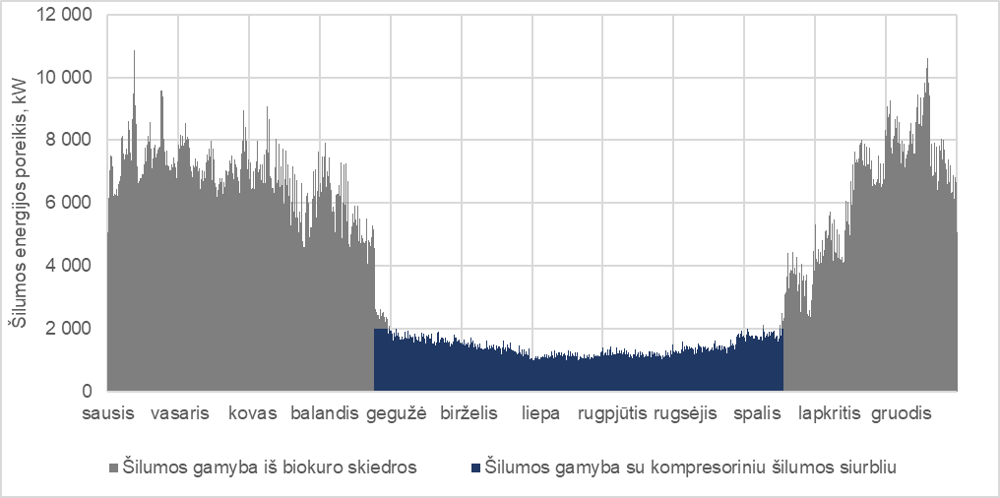 12 000
10 000
8 000
6 000
4 000
2 000
0
Šilumos energijos poreikis, kW
sausis vasaris kovas balandis gegužė birželis liepa rugpjūtis rugsėjis spalis lapkritis gruodis
Šilumos gamyba iš biokuro skiedros Šilumos gamyba su kompresoriniu šilumos siurbliu